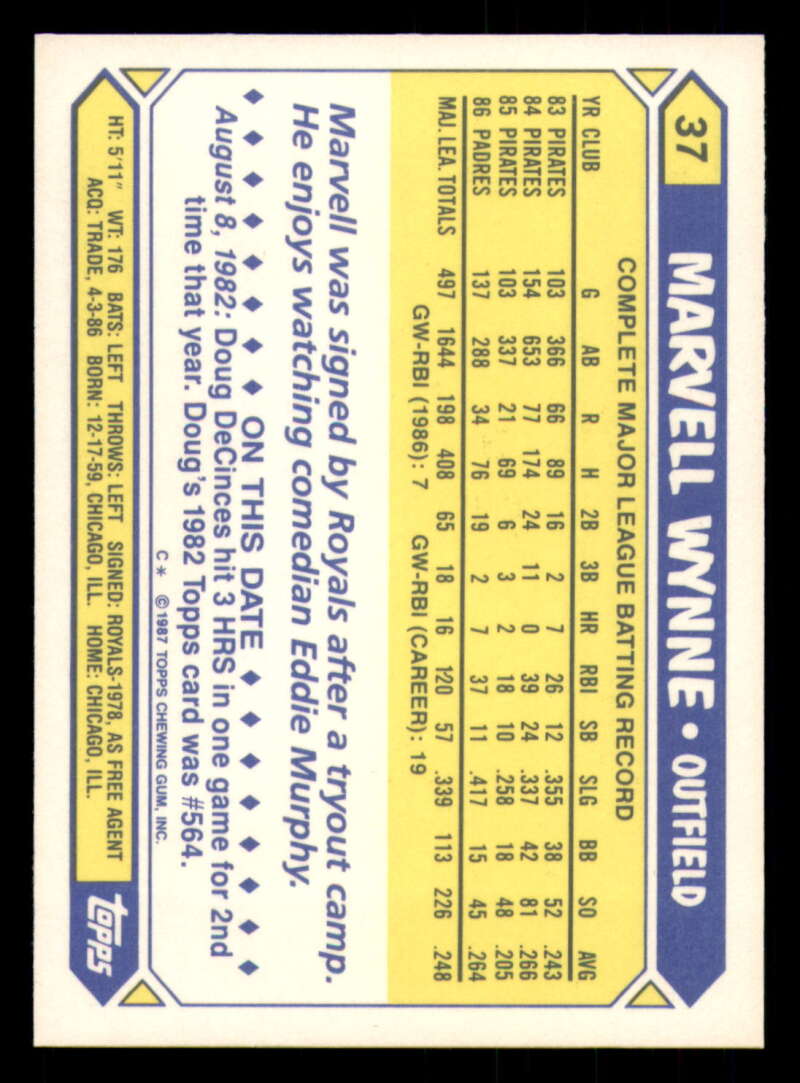 37 MARVELL WYNNE • OUTFIELD
COMPLETE MAJOR LEAGUE BATTING RECORD
YR CLUB G AB R H 2B 3B HR RBI SB SLG BB SO AVG
83 PIRATES 103 366 66 89 16 2 7 26 12 .355 38 52 .243
84 PIRATES 154 653 77 174 24 11 0 39 24 .337 42 81 .266
85 PIRATES 103 337 21 69 6 3 2 18 10 .258 18 48 .205
86 PADRES 137 288 34 76 19 2 7 37 11 .417 15 45 .264
MAJ. LEA. TOTALS 497 1644 198 408 65 18 16 120 57 .339 113 226 .248
GW-RBI (1986): 7 GW-RBI (CAREER): 19
Marvell was signed by Royals after a tryout camp.
He enjoys watching comedian Eddie Murphy.
♦ ♦ ♦ ♦ ♦ ♦ ♦ ON THIS DATE ♦ ♦ ♦ ♦ ♦ ♦ ♦ ♦
August 8, 1982: Doug DeCinces hit 3 HRS in one game for 2nd
time that year. Doug's 1982 Topps card was #564.
C* © 1987 TOPPS CHEWING GUM, INC.
HT: 5'11" WT: 176 BATS: LEFT THROWS: LEFT SIGNED: ROYALS-1978, AS FREE AGENT
ACQ: TRADE, 4-3-86 BORN: 12-17-59, CHICAGO, ILL. HOME: CHICAGO, ILL.
topps